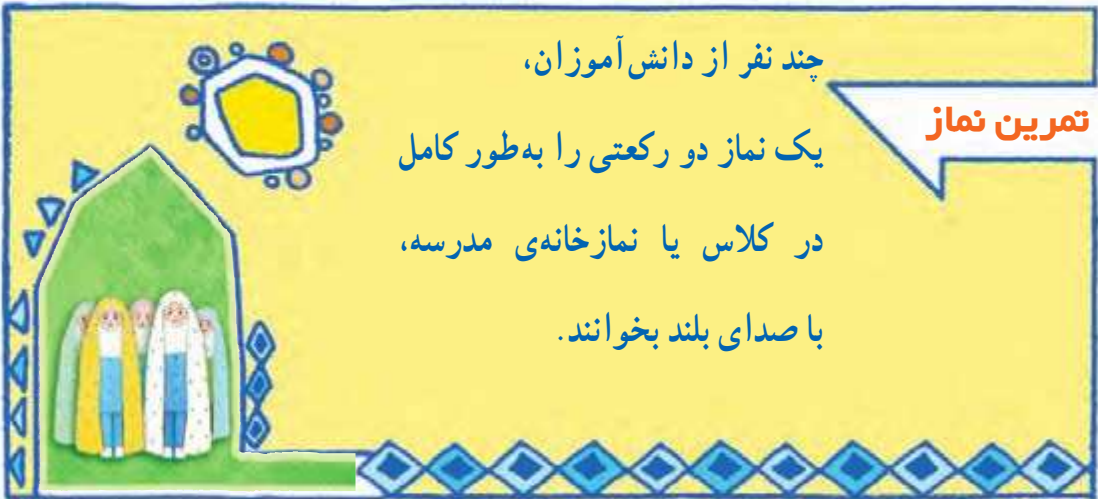 تمرین نماز
چند نفر از دانش‌آموزان،
یک نماز دو رکعتی را به‌طور کامل
در کلاس یا نمازخانه‌ی مدرسه،
با صدای بلند بخوانند.